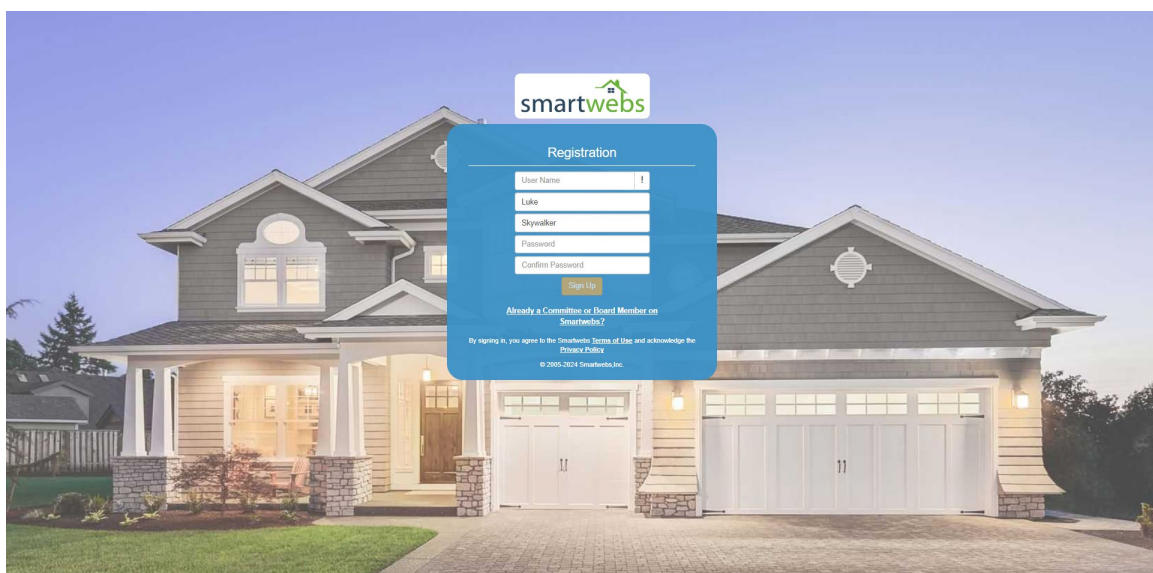 smartwebs
Registration
User Name !
Luke
Skywalker
Password
Confirm Password
Sign Up
Already a Committee or Board Member on
Smartwebs?
By signing in, you agree to the Smartwebs Terms of Use and acknowledge the
Privacy Policy
© 2005-2024 Smartwebs,Inc.